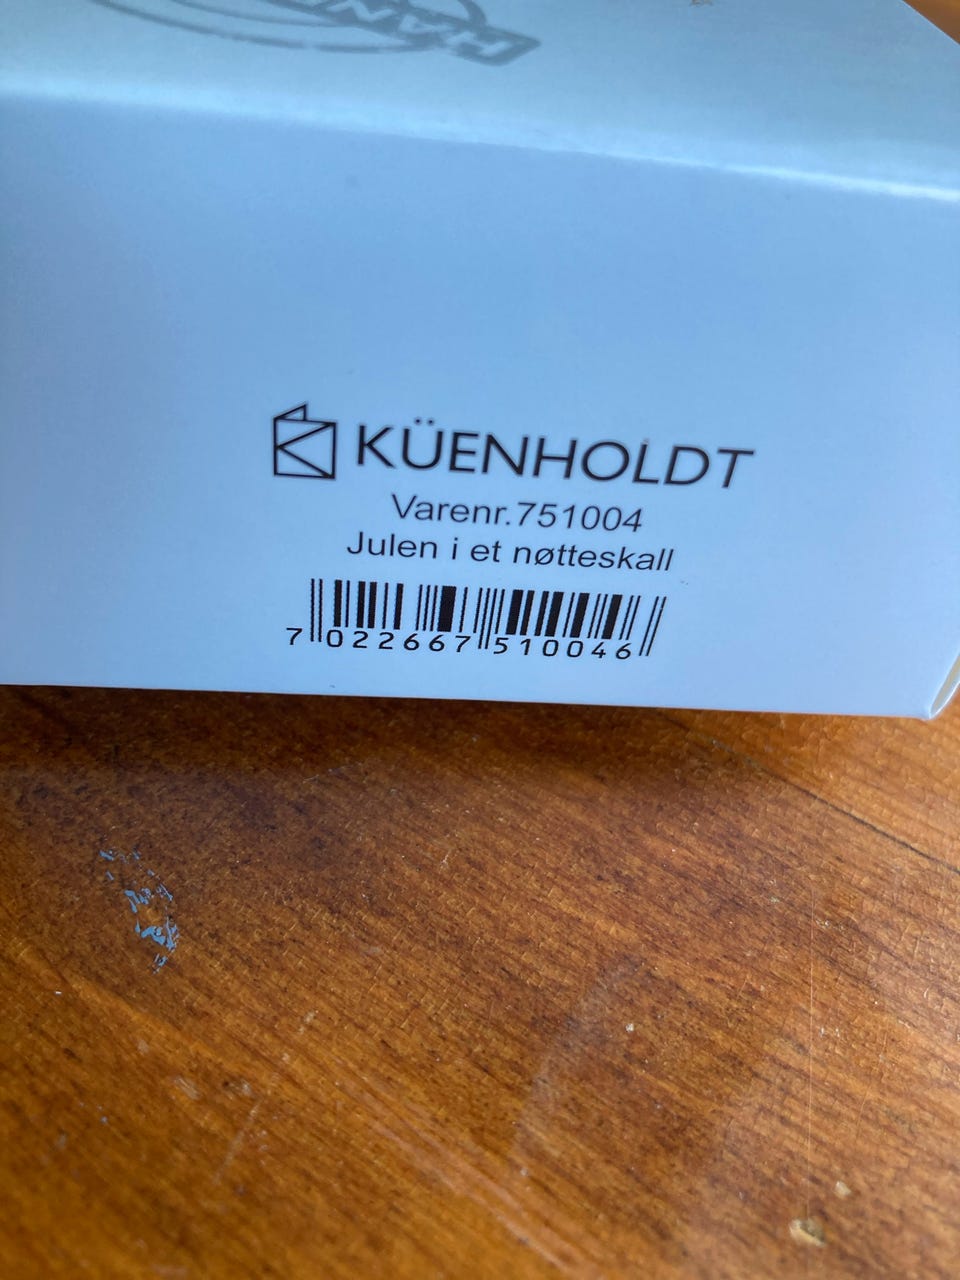 KÜENHOLDT
Varenr.751004
Julen i et nøtteskall
7 022667 510046